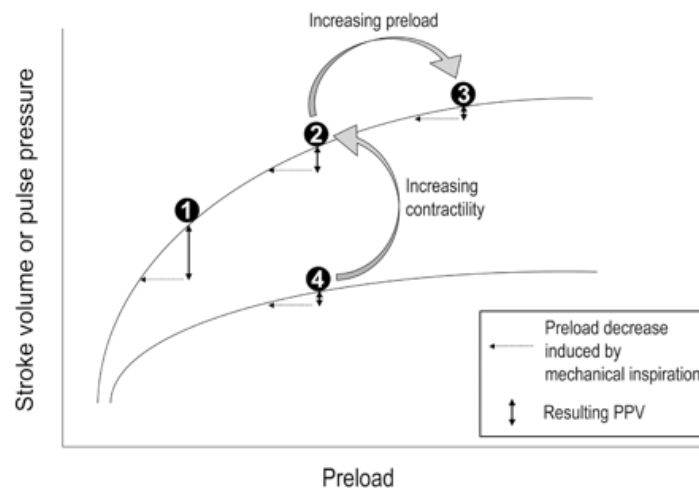 Increasing preload
3
2
Stroke volume or pulse pressure
Increasing
contractility
1
4
Preload decrease
induced by
mechanical inspiration
Resulting PPV
Preload